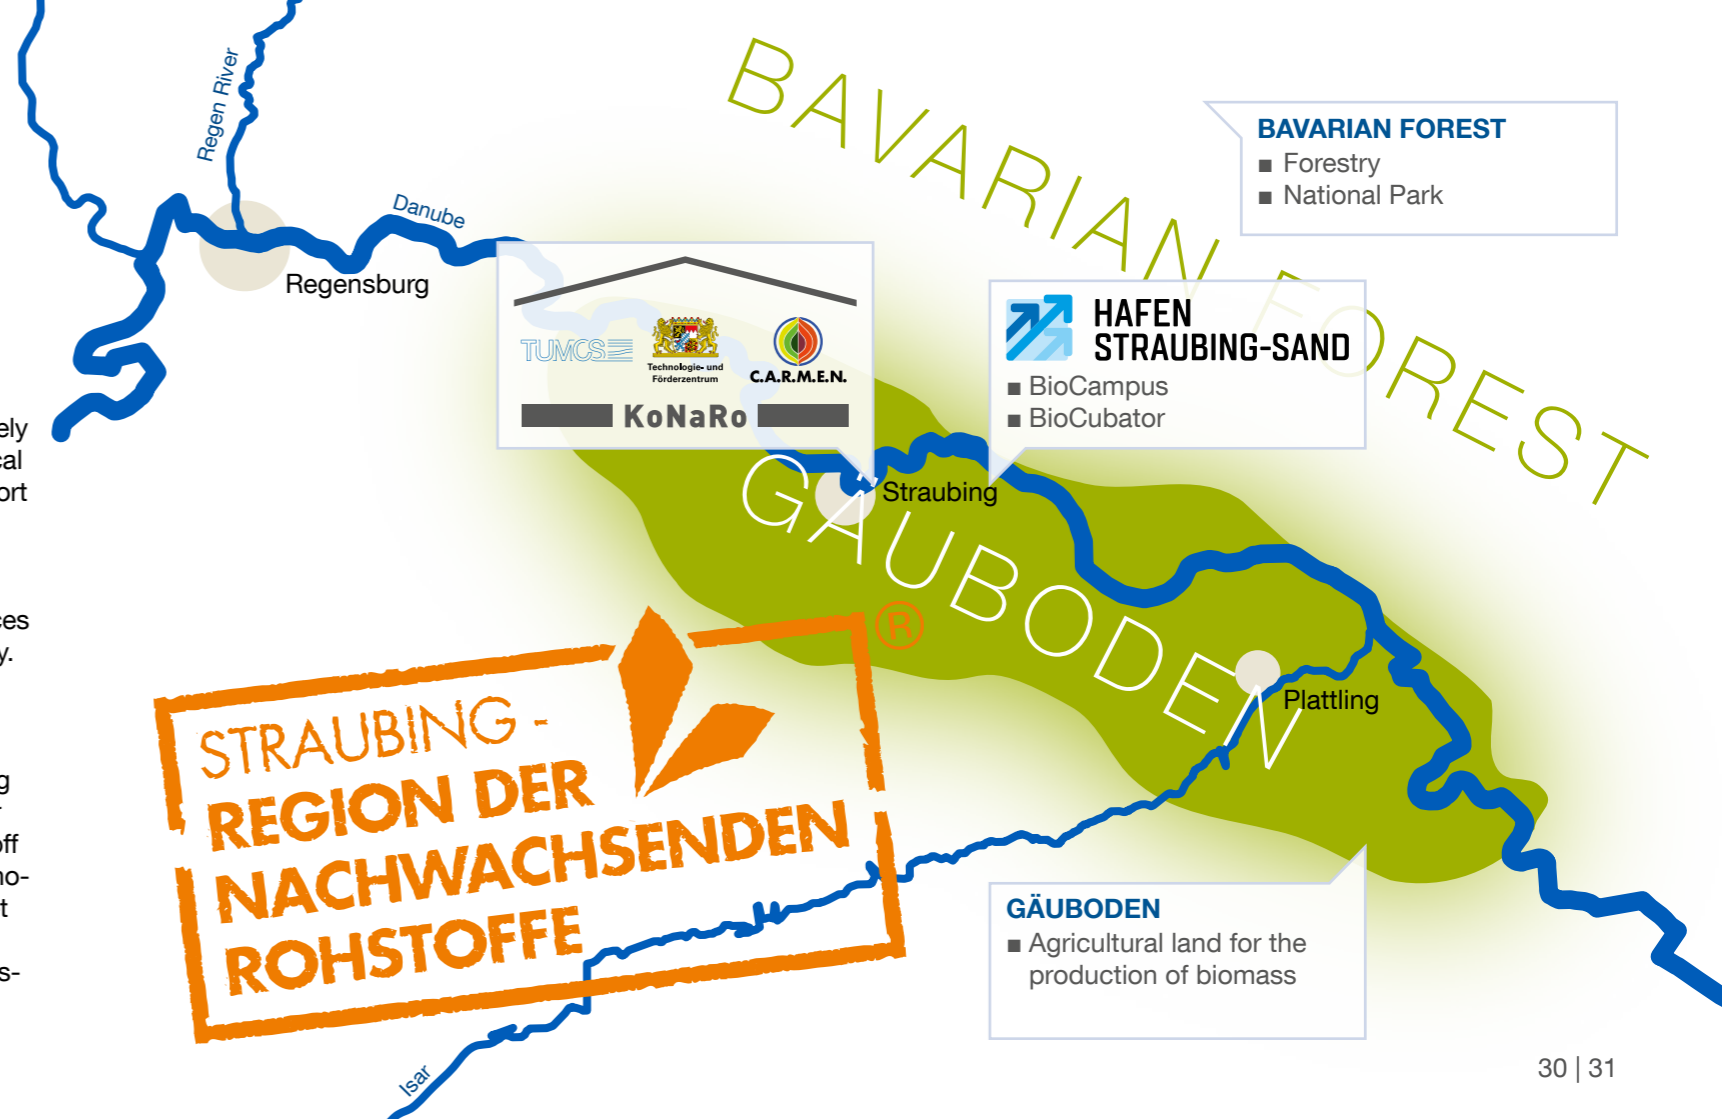 Regen River
Danube
Regensburg
BAVARIAN FOREST
BAVARIAN FOREST
■ Forestry
■ National Park
TUMCS
Technologie- und
Förderzentrum
C.A.R.M.E.N.
KoNaRo
HAFEN
STRAUBING-SAND
■ BioCampus
■ BioCubator
Straubing
GÄUBODEN
Plattling
®
STRAUBING -
REGION DER
NACHWACHSENDEN
ROHSTOFFE
GÄUBODEN
■ Agricultural land for the
production of biomass
Isar
30 | 31